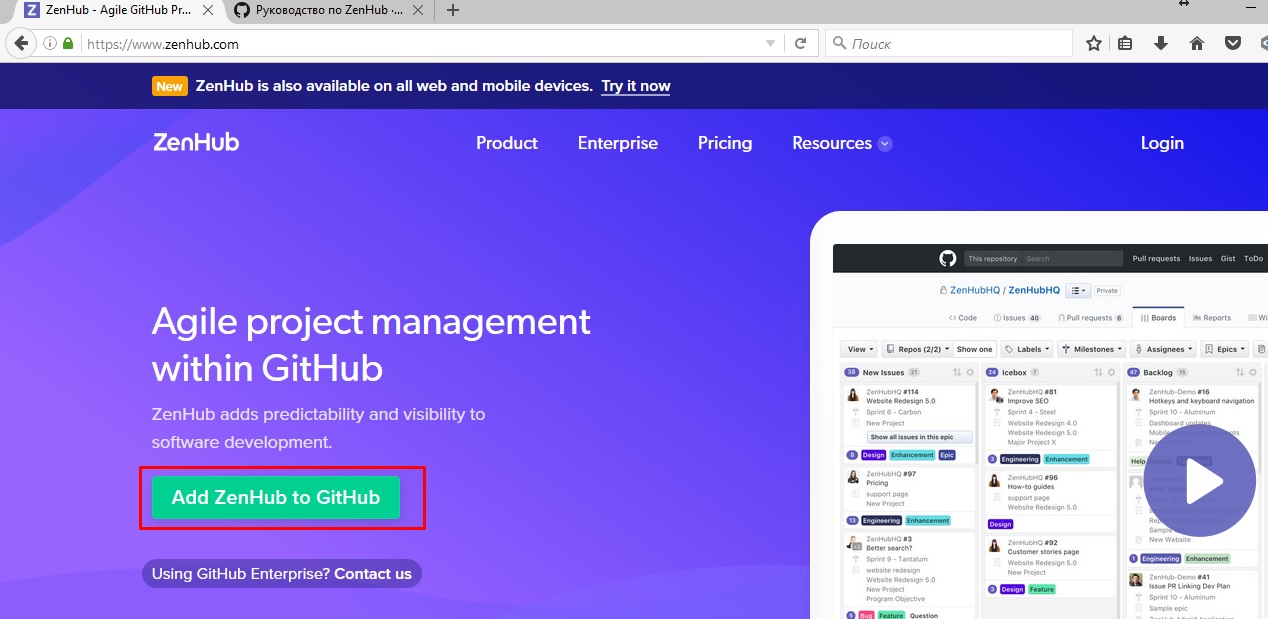 ZenHub - Agile GitHub Pr...
Руководство по ZenHub ·...
https://www.zenhub.com
Поиск
New ZenHub is also available on all web and mobile devices. Try it now
ZenHub Product Enterprise Pricing Resources Login
Agile project management
within GitHub
ZenHub adds predictability and visibility to
software development.
Add ZenHub to GitHub
Using GitHub Enterprise? Contact us
This repository Search Pull requests Issues Gist ToDo
ZenHubHQ / ZenHubHQ Private
Code Issues 40 Pull requests 6 Boards Reports Wi
View Repos (2/2) Show one Labels Milestones Assignees Epics
38 New Issues 31
ZenHubHQ #114
Website Redesign 5.0
Sprint 6 - Carbon
New Project
Show all issues in this epic
8 Design Enhancement Epic
ZenHubHQ #97
Pricing
support page
New Project
13 Engineering Enhancement
ZenHubHQ #3
Better search?
Sprint 9 - Tantalum
website redesign
Website Redesign 5.0
New Project
Program Objective
5 Bug Feature Question
24 Icebox 7
ZenHubHQ #81
Improve SEO
Sprint 4 - Steel
Website Redesign 4.0
Website Redesign 5.0
Major Project X
3 Engineering Enhancement
ZenHubHQ #96
How-to guides
support page
Website Redesign 5.0
Design
ZenHubHQ #92
Customer stories page
Website Redesign 5.0
New Project
3 Design Feature
47 Backlog 15
ZenHub-Demo #16
Hotkeys and keyboard navigation
Sprint 10 - Aluminum
Dashboard updates
Sample
New Website
1 Engineering Enhancement
ZenHub-Demo #41
Issue PR Linking Dev Plan
Sprint 10 - Aluminum
Sample epic